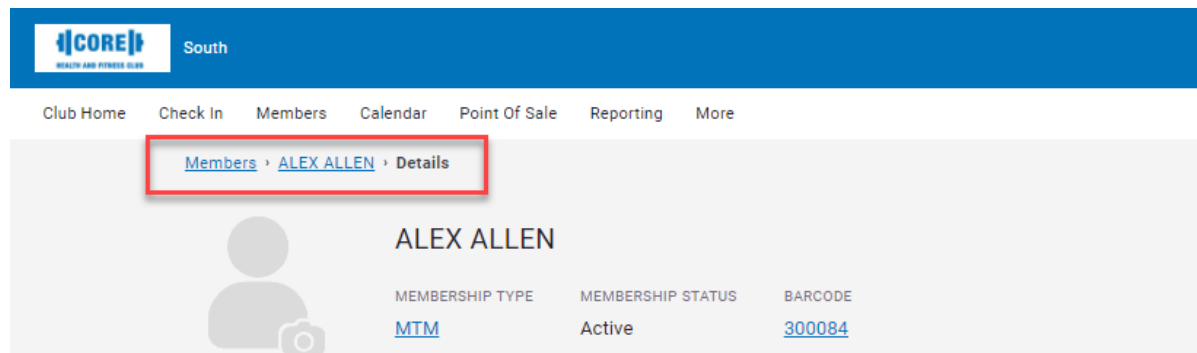 CORE
HEALTH AND FITNESS CLUB
South
Club Home Check In Members Calendar Point Of Sale Reporting More
Members › ALEX ALLEN › Details
ALEX ALLEN
MEMBERSHIP TYPE MEMBERSHIP STATUS BARCODE
MTM Active 300084